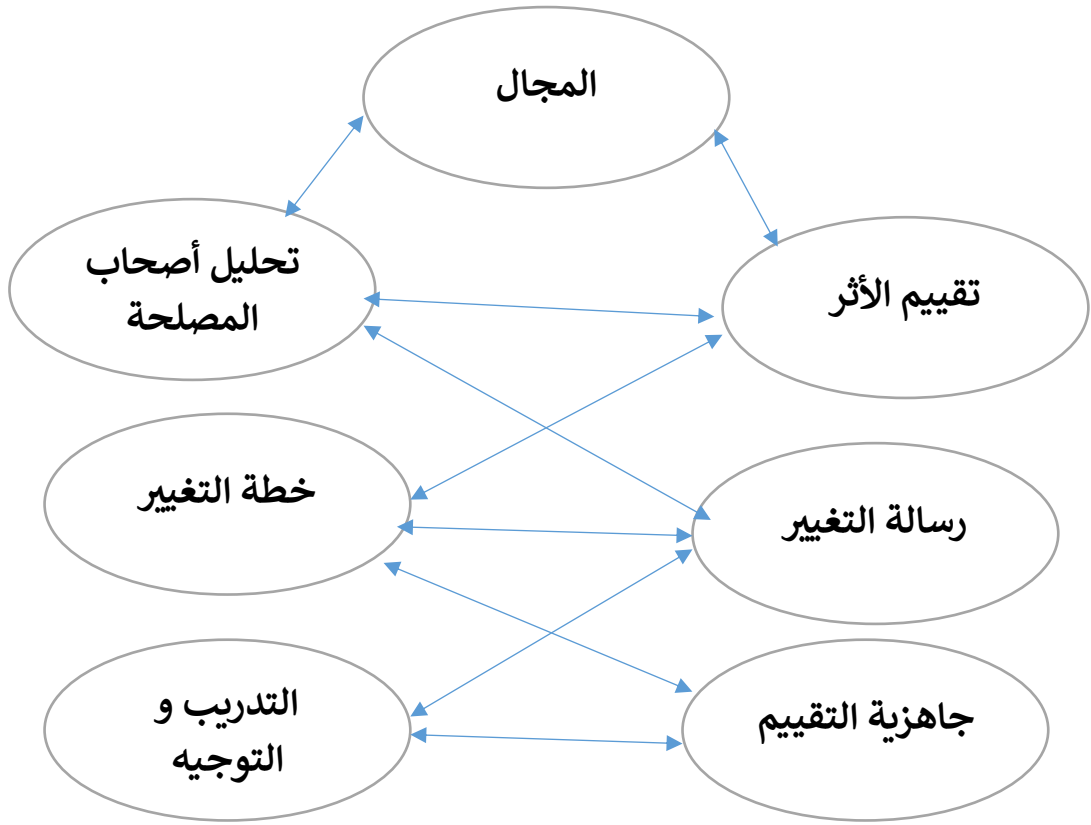 المجال
تحليل أصحاب
المصلحة
تقييم الأثر
خطة التغيير
رسالة التغيير
التدريب و
التوجيه
جاهزية التقييم